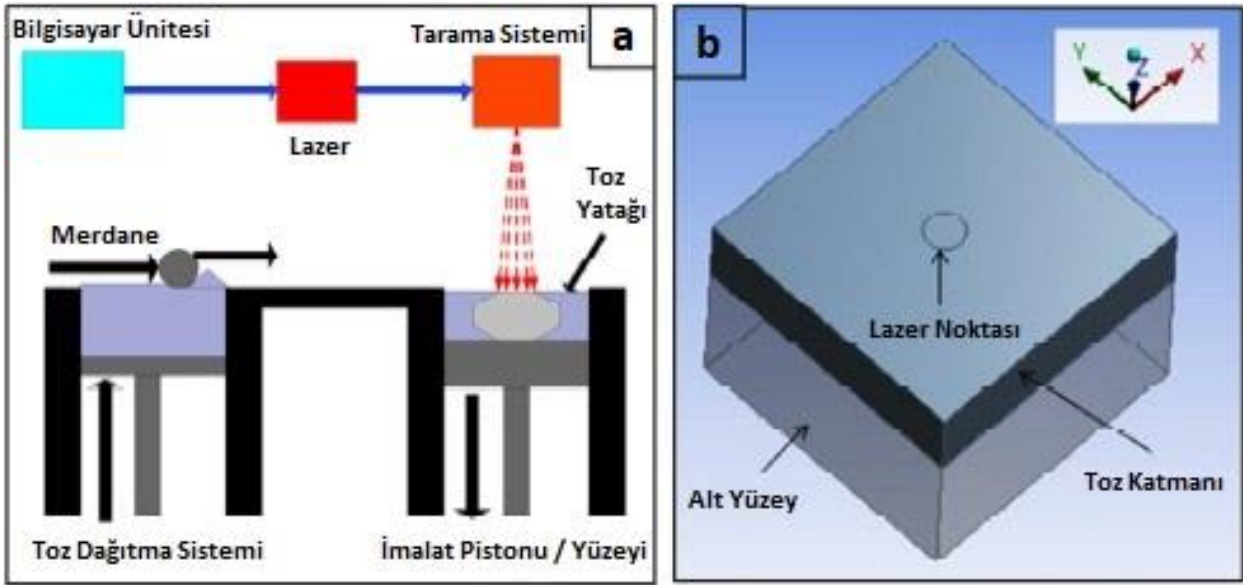 Bilgisayar Ünitesi
Tarama Sistemi
a
Lazer
Toz
Yatağı
Merdane
Toz Dağıtma Sistemi
İmalat Pistonu / Yüzeyi
b
Y
Z
X
Lazer Noktası
Alt Yüzey
Toz Katmanı